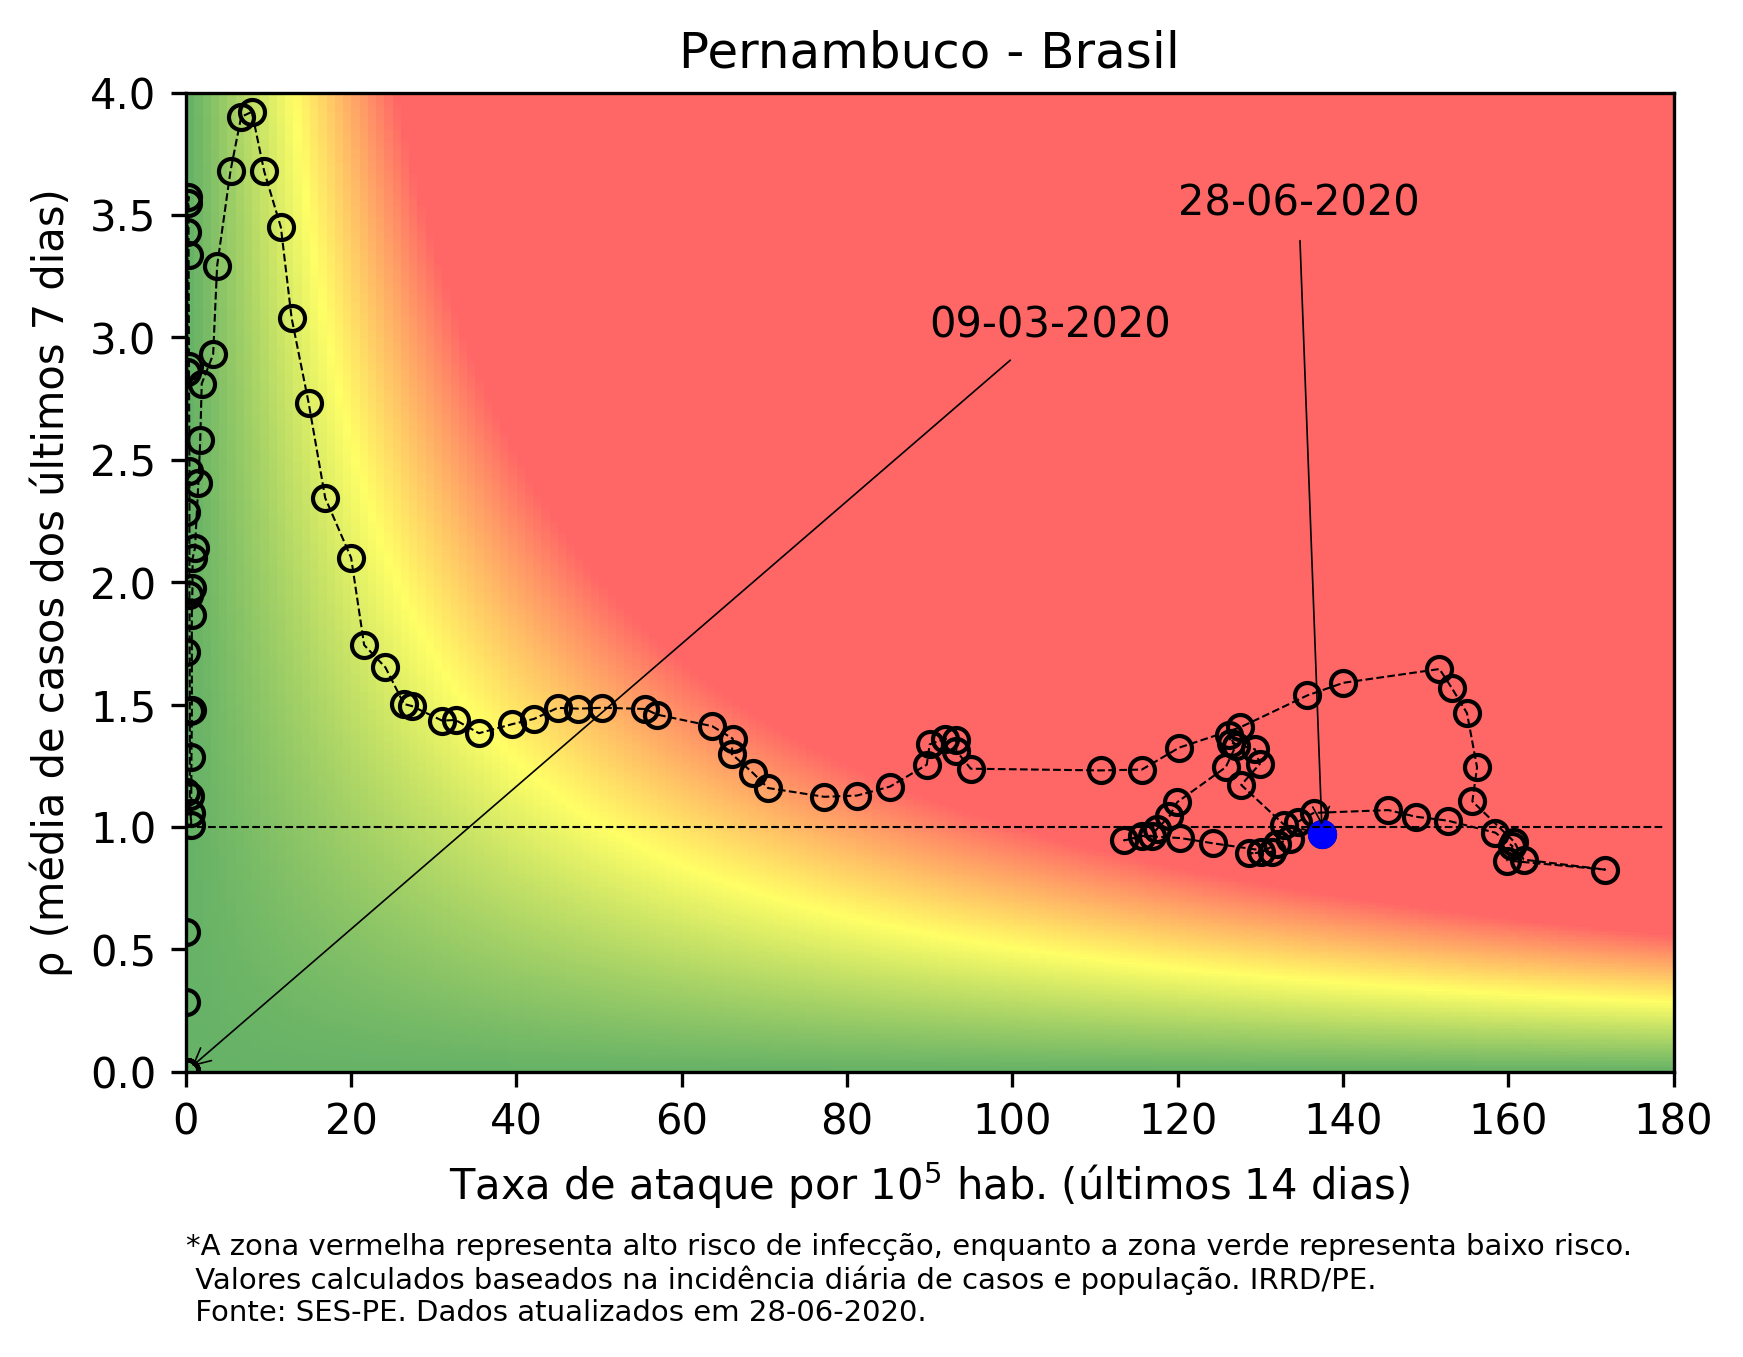 Pernambuco - Brasil
4.0
3.5
3.0
2.5
2.0
1.5
1.0
0.5
0.0
ρ (média de casos dos últimos 7 dias)
28-06-2020
09-03-2020
0 20 40 60 80 100 120 140 160 180
Taxa de ataque por 10⁵ hab. (últimos 14 dias)
*A zona vermelha representa alto risco de infecção, enquanto a zona verde representa baixo risco.
Valores calculados baseados na incidência diária de casos e população. IRRD/PE.
Fonte: SES-PE. Dados atualizados em 28-06-2020.